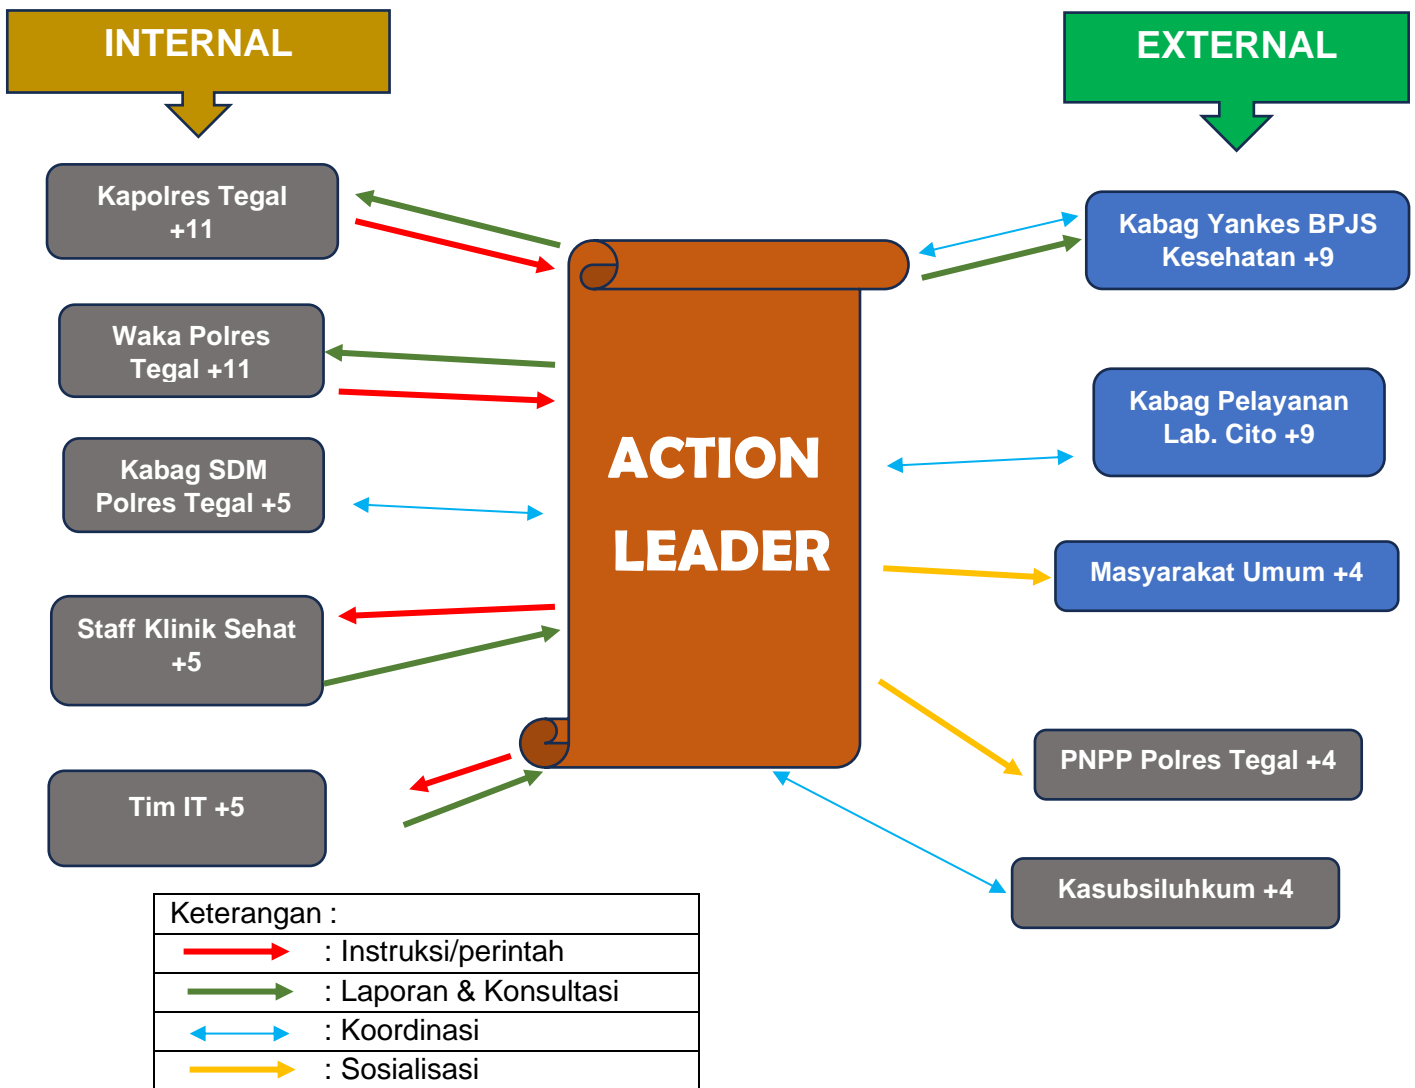 INTERNAL
EXTERNAL
Kapolres Tegal
+11
Waka Polres
Tegal +11
Kabag SDM
Polres Tegal +5
Staff Klinik Sehat
+5
Tim IT +5
ACTION
LEADER
Kabag Yankes BPJS
Kesehatan +9
Kabag Pelayanan
Lab. Cito +9
Masyarakat Umum +4
PNPP Polres Tegal +4
Kasubsiluhkum +4
Keterangan :
: Instruksi/perintah
: Laporan & Konsultasi
: Koordinasi
: Sosialisasi